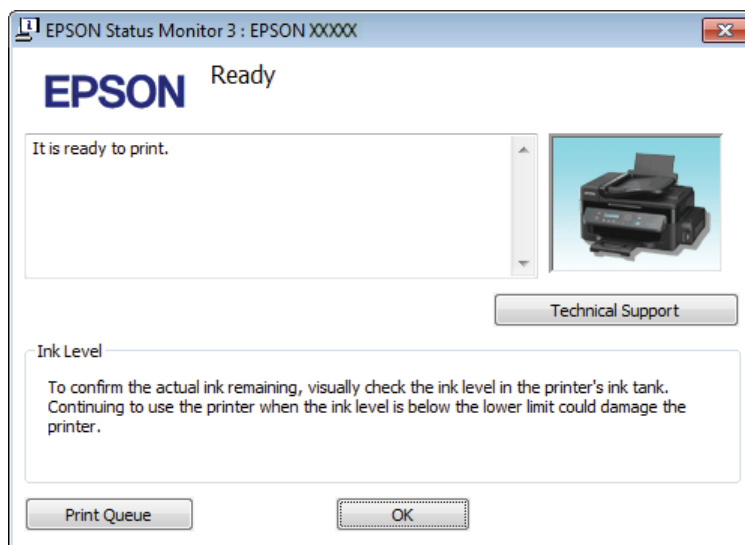 EPSON Status Monitor 3 : EPSON XXXXX
EPSON
Ready
It is ready to print.
Technical Support
Ink Level
To confirm the actual ink remaining, visually check the ink level in the printer's ink tank.
Continuing to use the printer when the ink level is below the lower limit could damage the
printer.
Print Queue
OK